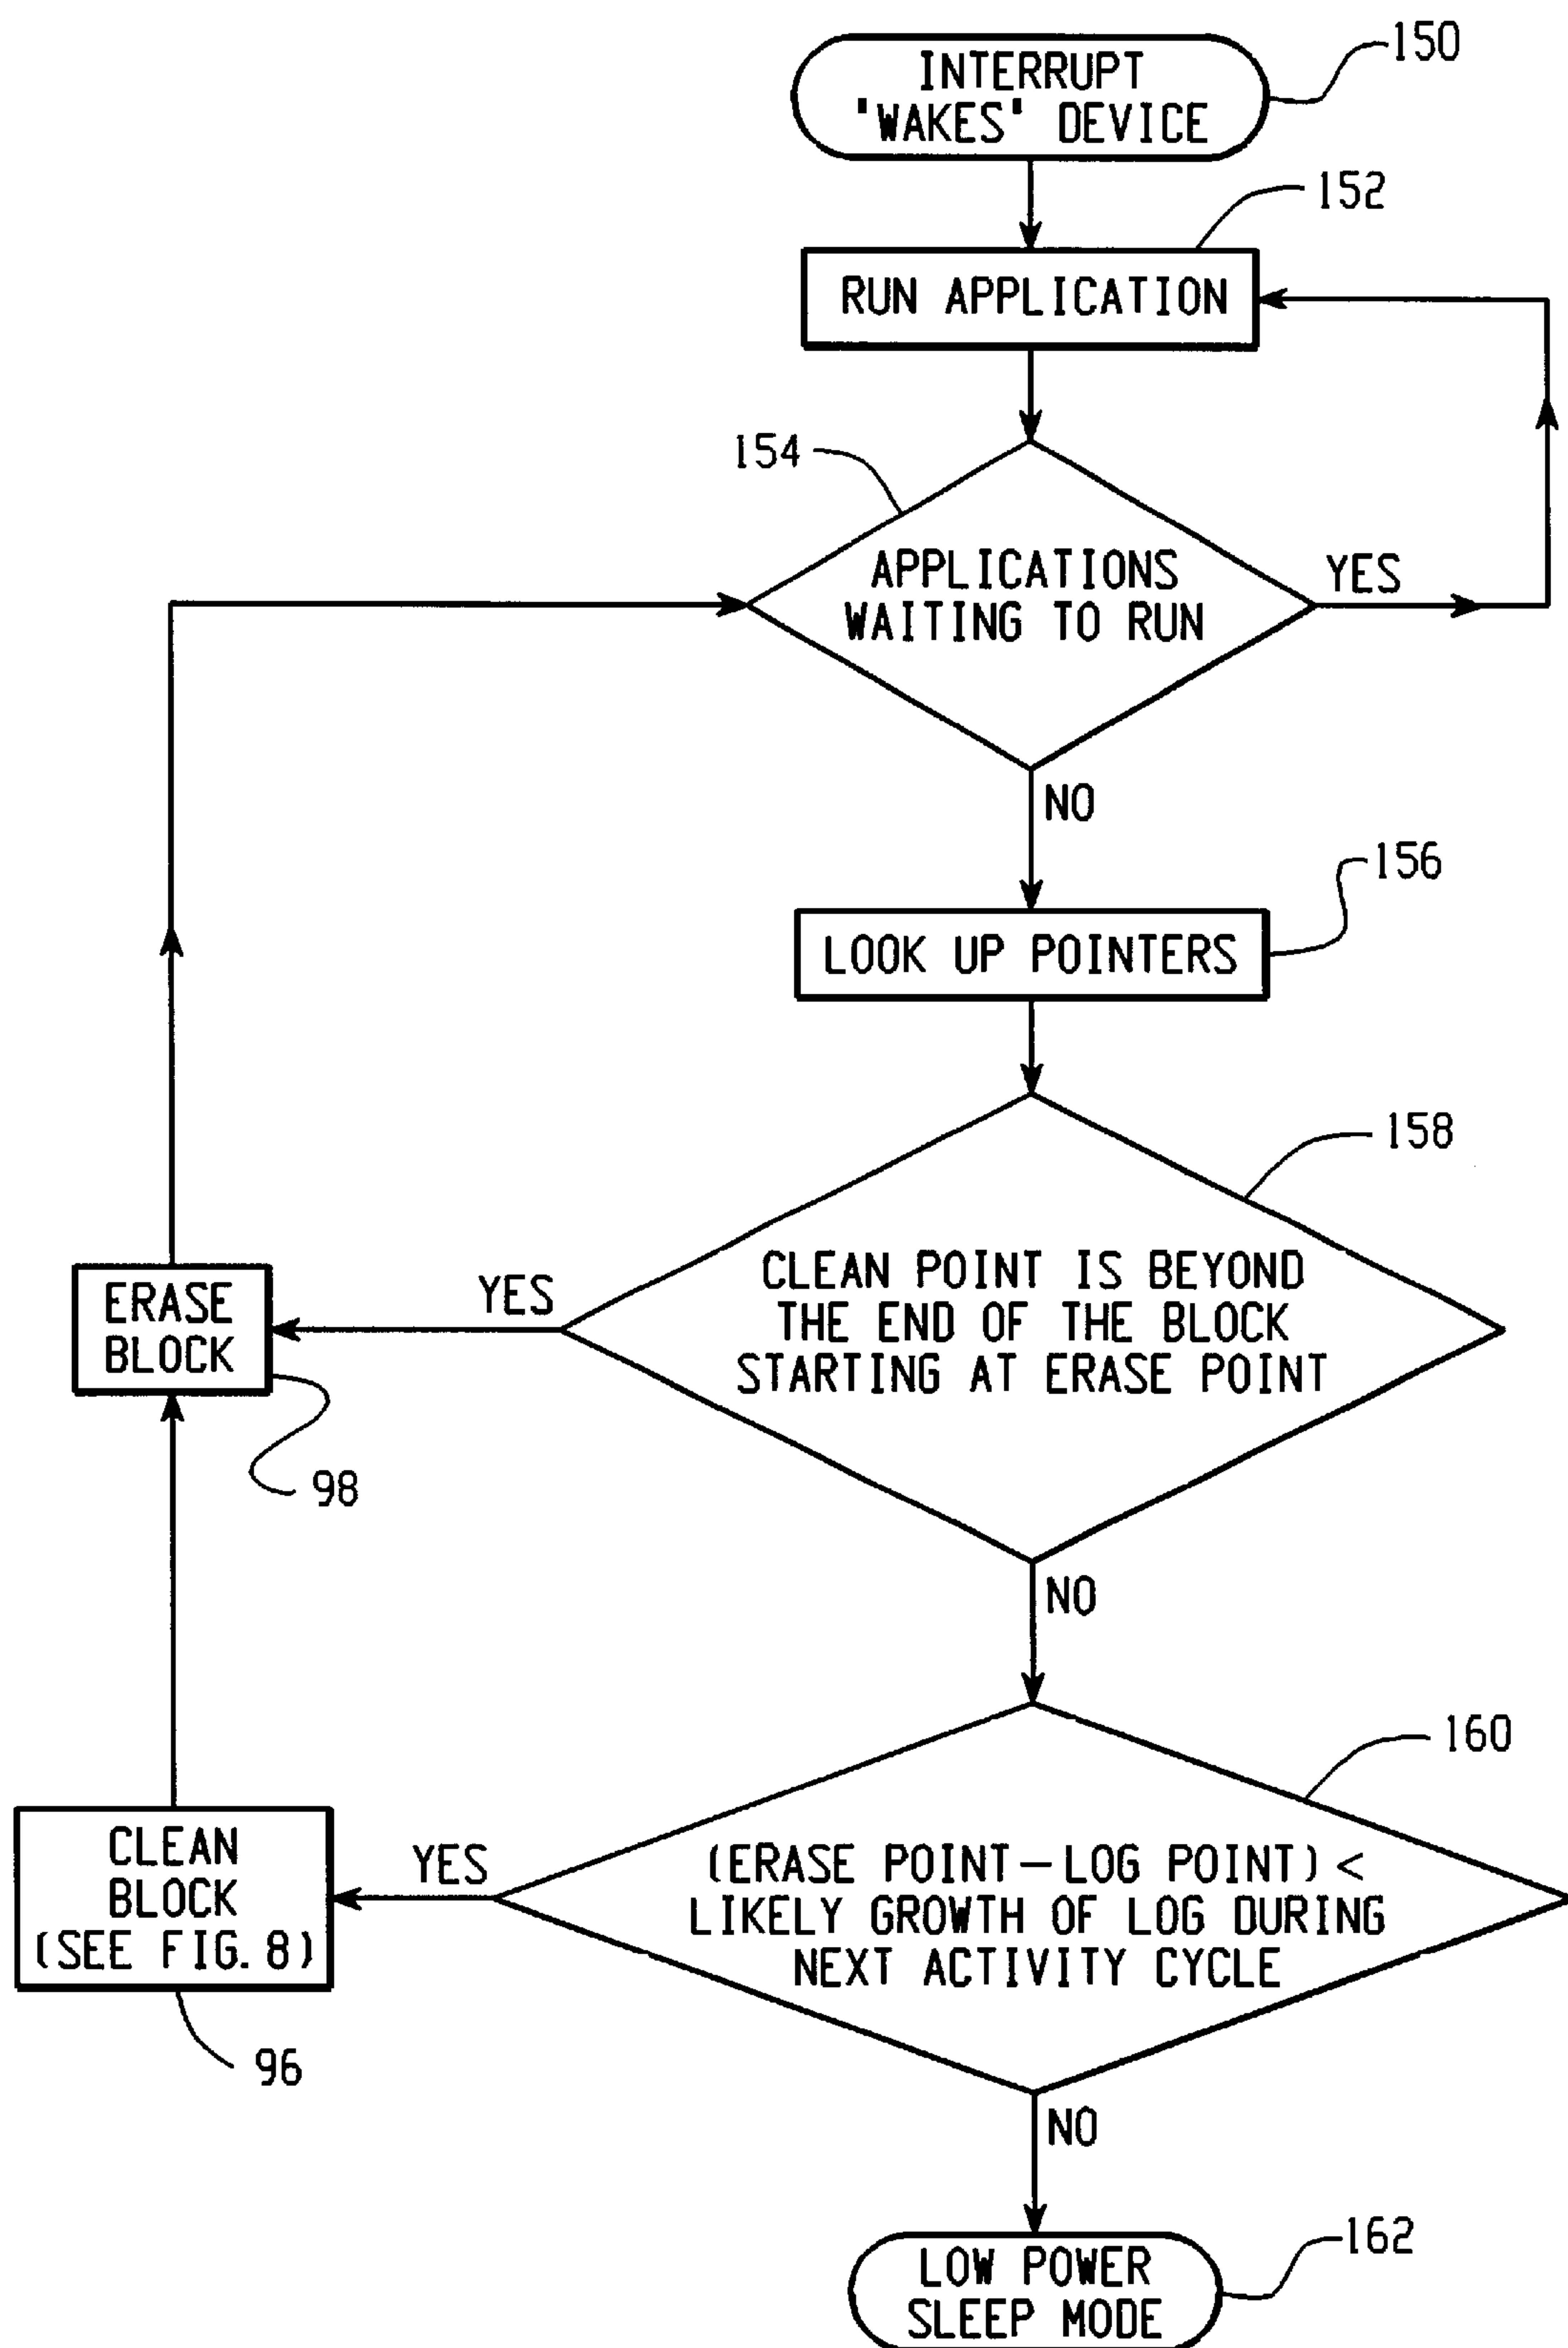 INTERRUPT
'WAKES' DEVICE
150
152
RUN APPLICATION
154
APPLICATIONS
WAITING TO RUN
YES
NO
156
LOOK UP POINTERS
158
CLEAN POINT IS BEYOND
THE END OF THE BLOCK
STARTING AT ERASE POINT
YES
ERASE
BLOCK
98
NO
160
(ERASE POINT-LOG POINT) <
LIKELY GROWTH OF LOG DURING
NEXT ACTIVITY CYCLE
YES
CLEAN
BLOCK
(SEE FIG. 8)
96
NO
162
LOW POWER
SLEEP MODE